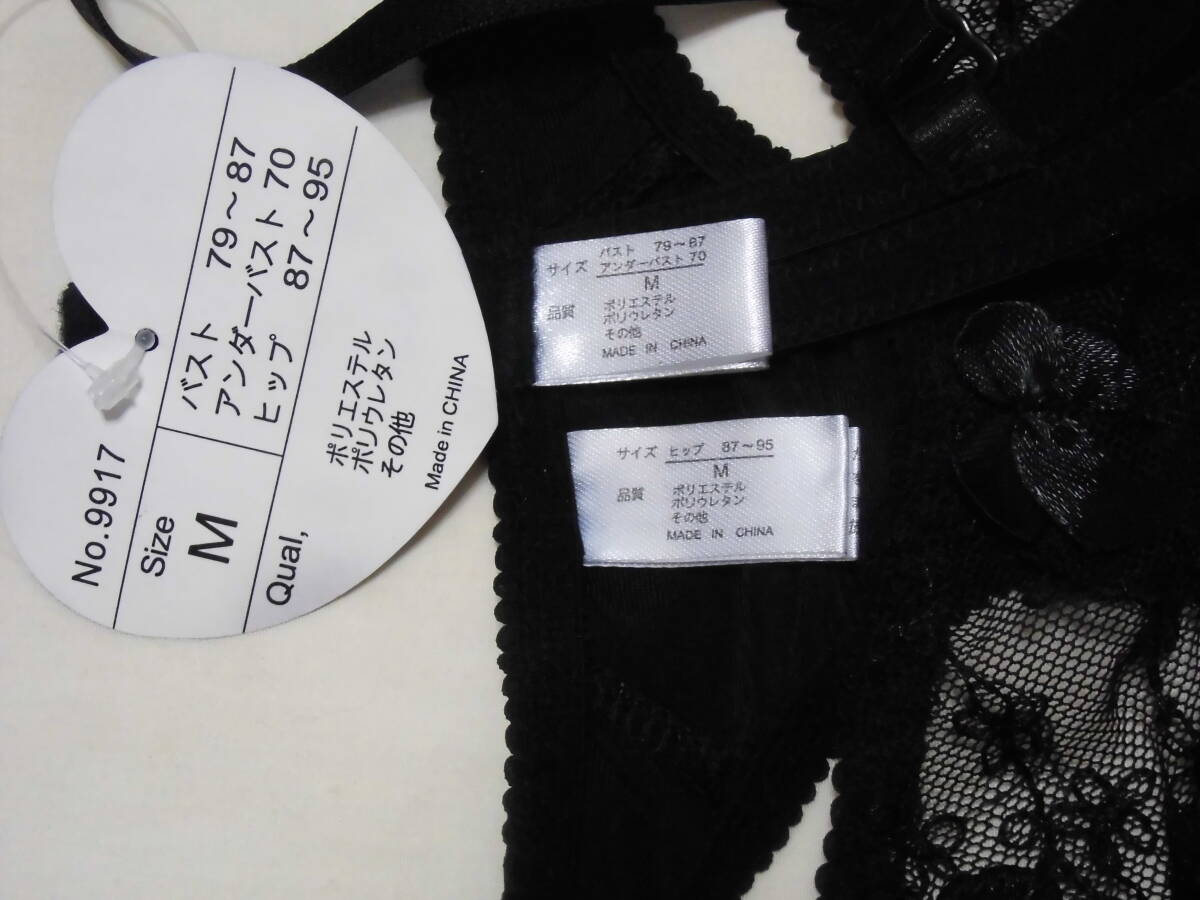 No.9917
Size
M
バスト 79～87
アンダーバスト 70
ヒップ 87～95
Qual,
ポリエステル
ポリウレタン
その他
Made in CHINA
サイズ バスト 79～87
アンダーバスト 70
M
品質 ポリエステル
ポリウレタン
その他
MADE IN CHINA
サイズ ヒップ 87～95
M
品質 ポリエステル
ポリウレタン
その他
MADE IN CHINA